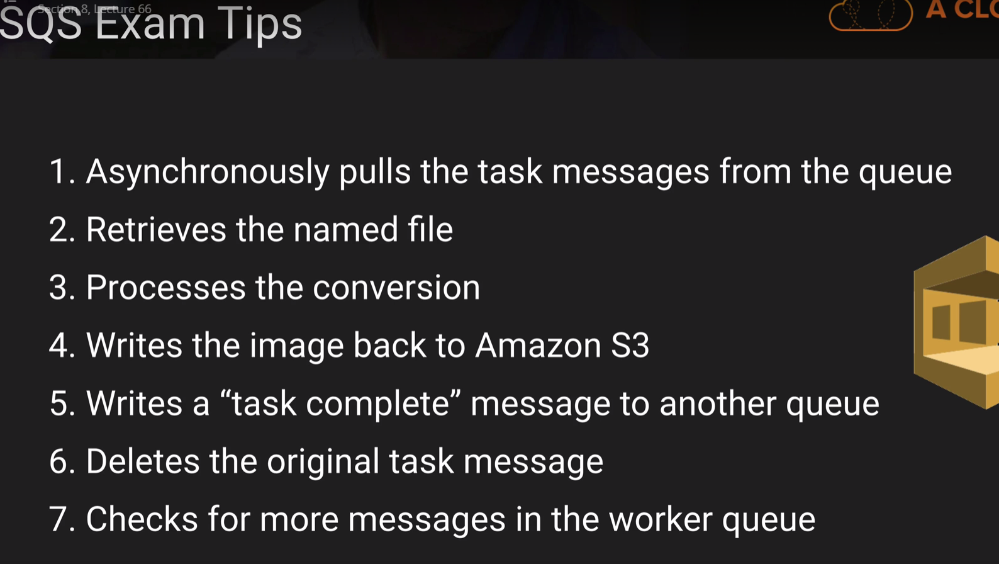 Section 8, Lecture 66
SQS Exam Tips
A CLO
1. Asynchronously pulls the task messages from the queue
2. Retrieves the named file
3. Processes the conversion
4. Writes the image back to Amazon S3
5. Writes a “task complete” message to another queue
6. Deletes the original task message
7. Checks for more messages in the worker queue